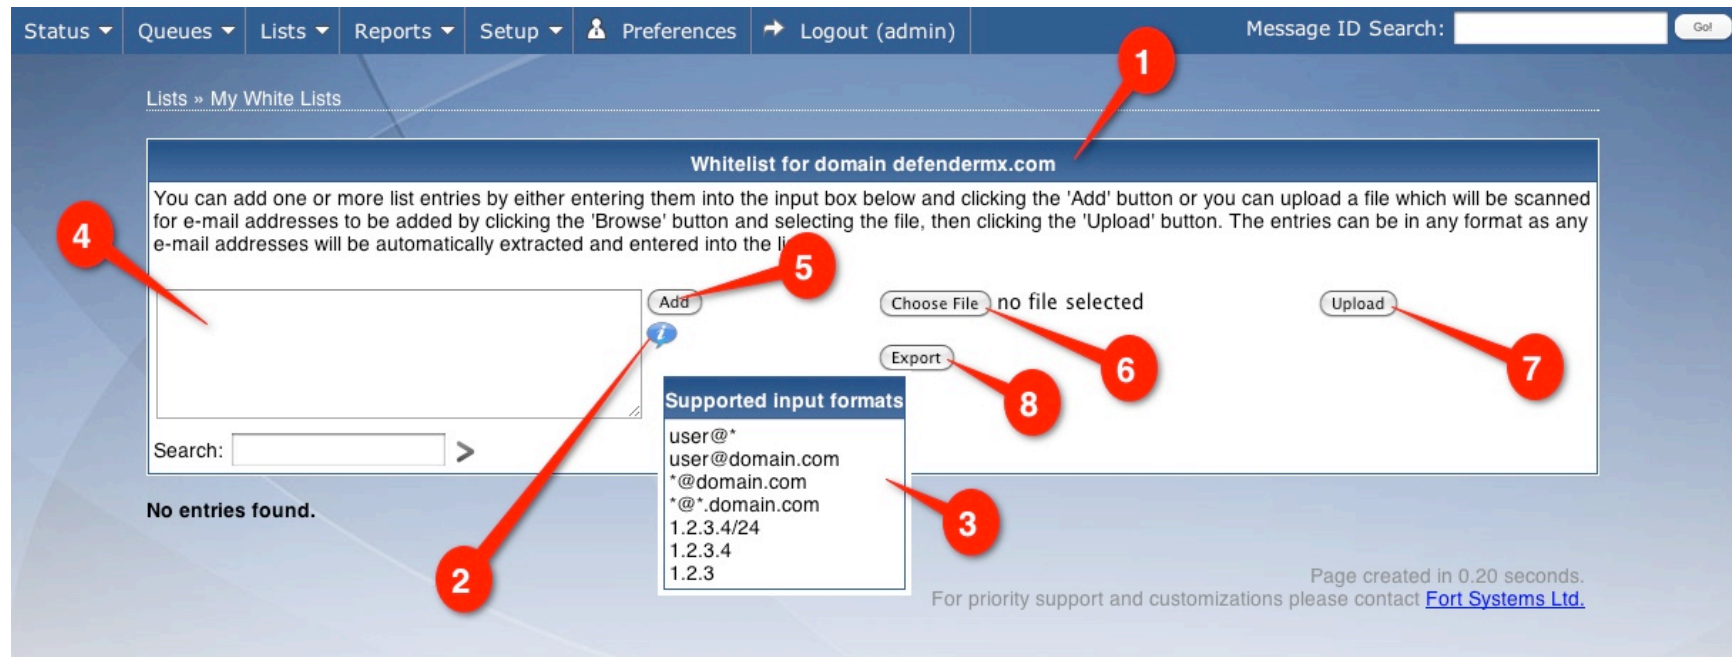 Status Queues Lists Reports Setup Preferences Logout (admin) Message ID Search: Go!
1
Lists » My White Lists
Whitelist for domain defendermx.com
You can add one or more list entries by either entering them into the input box below and clicking the 'Add' button or you can upload a file which will be scanned
for e-mail addresses to be added by clicking the 'Browse' button and selecting the file, then clicking the 'Upload' button. The entries can be in any format as any
e-mail addresses will be automatically extracted and entered into the
4
5
Add Choose File no file selected Upload
Export
6
7
8
Supported input formats
user@*
user@domain.com
*@domain.com
*@*.domain.com
1.2.3.4/24
1.2.3.4
1.2.3
Search: >
No entries found.
3
2
Page created in 0.20 seconds.
For priority support and customizations please contact Fort Systems Ltd.